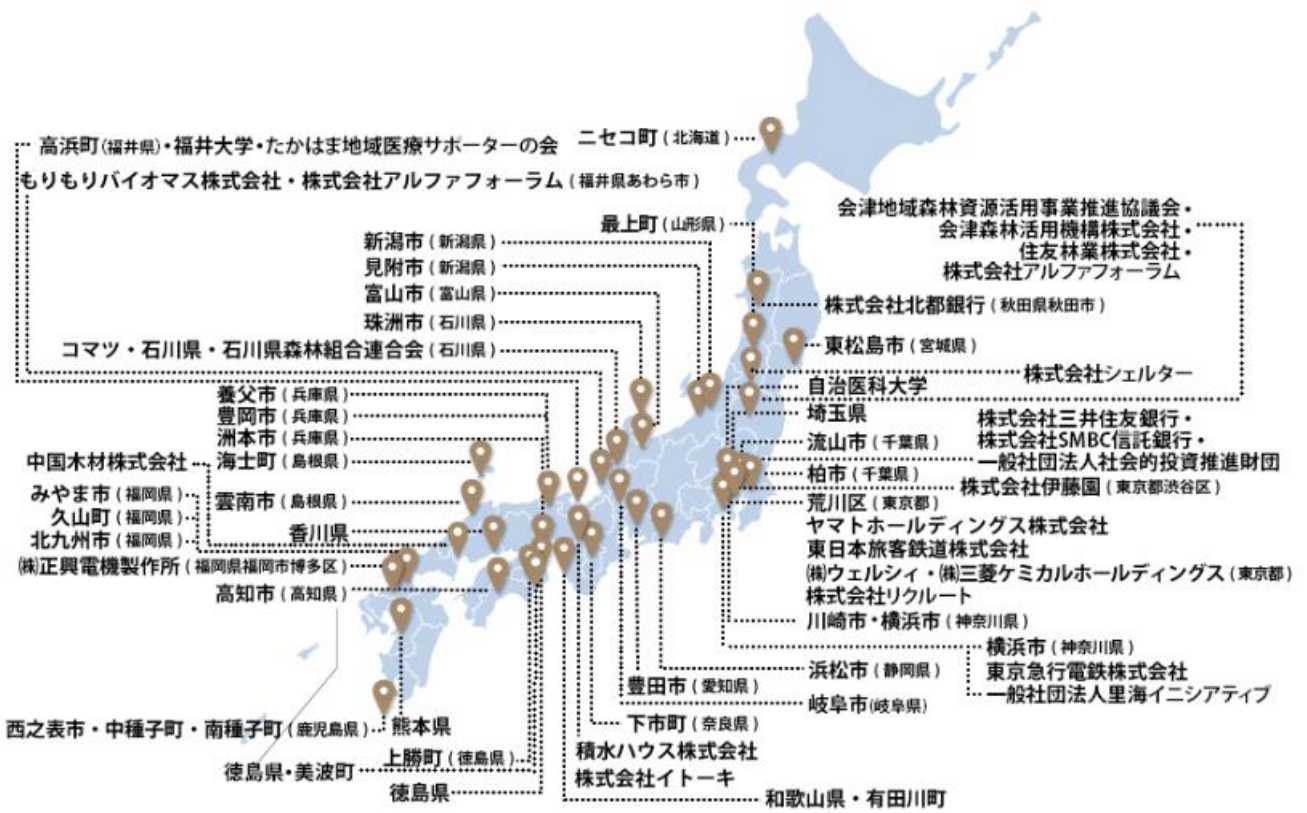 高浜町(福井県)・福井大学・たかはま地域医療サポーターの会
ニセコ町(北海道)
もりもりバイオマス株式会社・株式会社アルファフォーラム(福井県あわら市)
最上町(山形県)
会津地域森林資源活用事業推進協議会・
会津森林活用機構株式会社・
住友林業株式会社・
株式会社アルファフォーラム
新潟市(新潟県)
見附市(新潟県)
富山市(富山県)
珠洲市(石川県)
コマツ・石川県・石川県森林組合連合会(石川県)
株式会社北都銀行(秋田県秋田市)
東松島市(宮城県)
株式会社シェルター
養父市(兵庫県)
豊岡市(兵庫県)
洲本市(兵庫県)
海士町(島根県)
中国木材株式会社
みやま市(福岡県)
久山町(福岡県)
北九州市(福岡県)
雲南市(島根県)
香川県
㈱正興電機製作所(福岡県福岡市博多区)
高知市(高知県)
自治医科大学
埼玉県
流山市(千葉県)
柏市(千葉県)
荒川区(東京都)
ヤマトホールディングス株式会社
東日本旅客鉄道株式会社
㈱ウェルシィ・㈱三菱ケミカルホールディングス(東京都)
株式会社リクルート
川崎市・横浜市(神奈川県)
株式会社三井住友銀行・
株式会社SMBC信託銀行・
一般社団法人社会的投資推進財団
株式会社伊藤園(東京都渋谷区)
横浜市(神奈川県)
東京急行電鉄株式会社
一般社団法人里海イニシアティブ
浜松市(静岡県)
豊田市(愛知県)
岐阜市(岐阜県)
下市町(奈良県)
積水ハウス株式会社
株式会社イトーキ
和歌山県・有田川町
西之表市・中種子町・南種子町(鹿児島県)
熊本県
上勝町(徳島県)
徳島県・美波町
徳島県